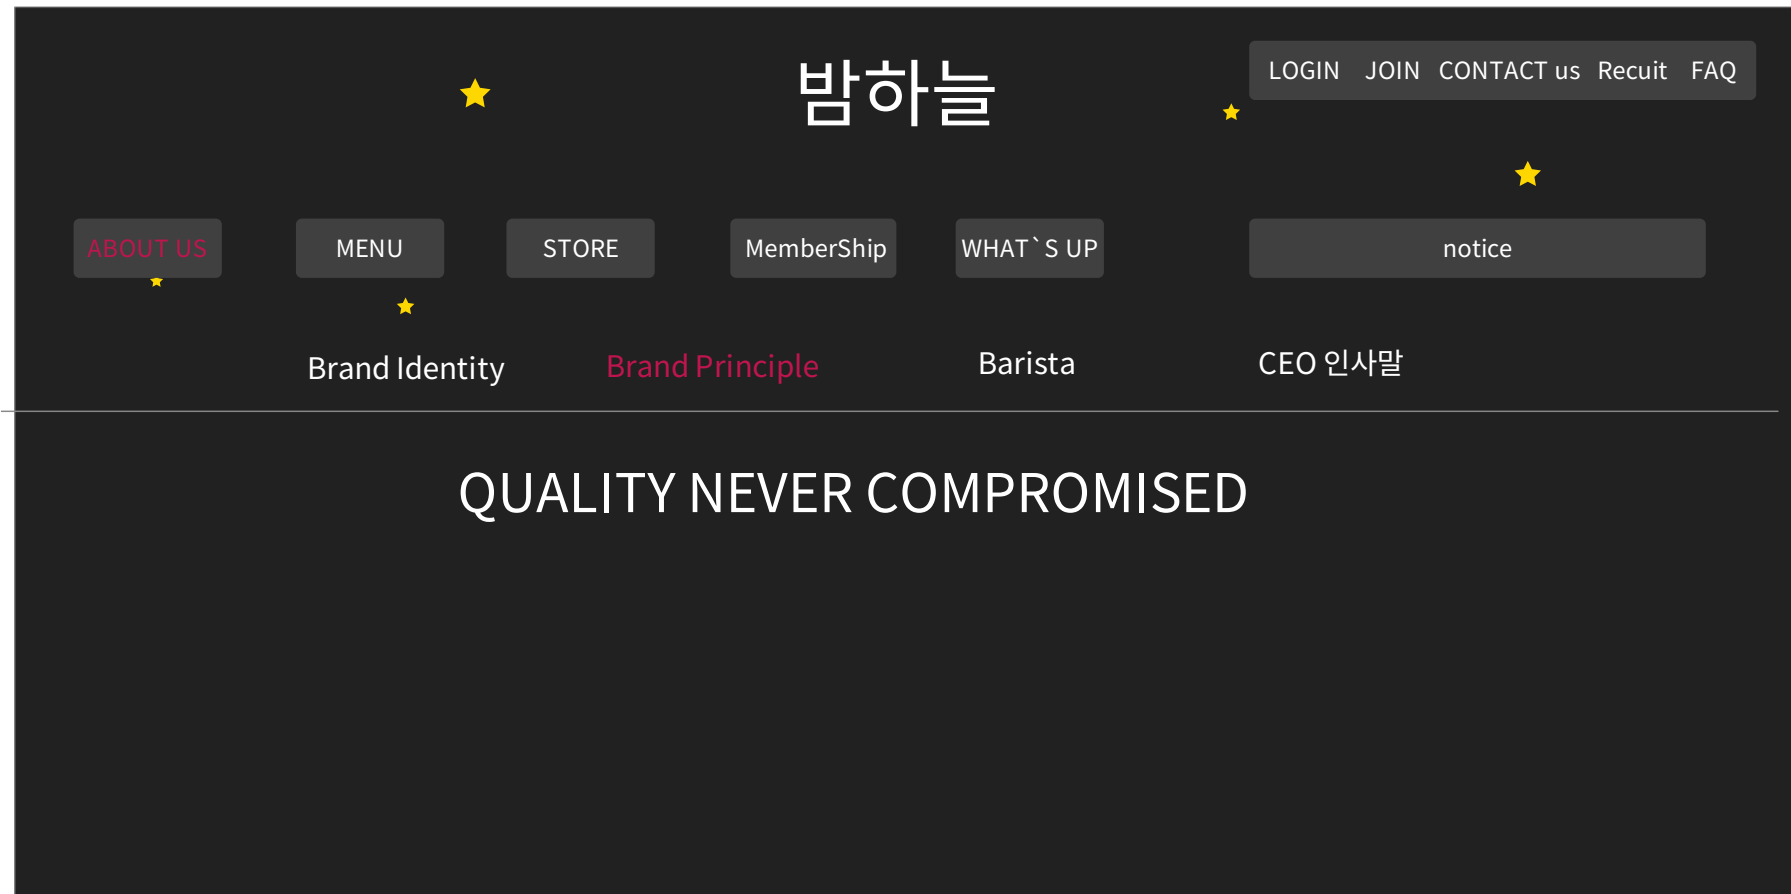 밤하늘
LOGIN JOIN CONTACT us Recuit FAQ
ABOUT US MENU STORE MemberShip WHAT`S UP notice
Brand Identity Brand Principle Barista CEO 인사말
QUALITY NEVER COMPROMISED